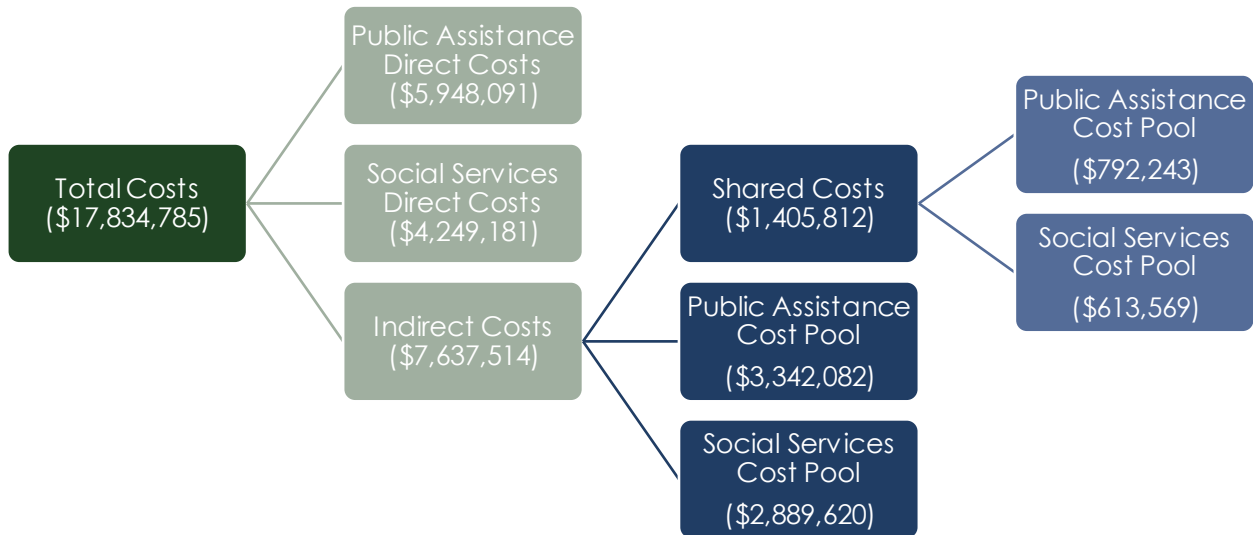 Total Costs
($17,834,785)
Public Assistance
Direct Costs
($5,948,091)
Social Services
Direct Costs
($4,249,181)
Indirect Costs
($7,637,514)
Shared Costs
($1,405,812)
Public Assistance
Cost Pool
($3,342,082)
Social Services
Cost Pool
($2,889,620)
Public Assistance
Cost Pool
($792,243)
Social Services
Cost Pool
($613,569)